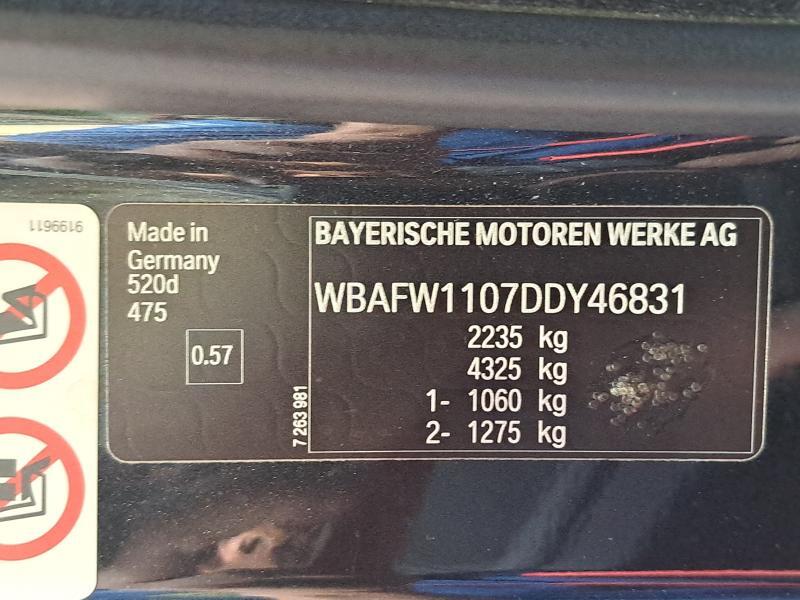 9199611
Made in
Germany
520d
475
0.57
7 263 981
BAYERISCHE MOTOREN WERKE AG
WBAFW1107DDY46831
2235 kg
4325 kg
1- 1060 kg
2- 1275 kg